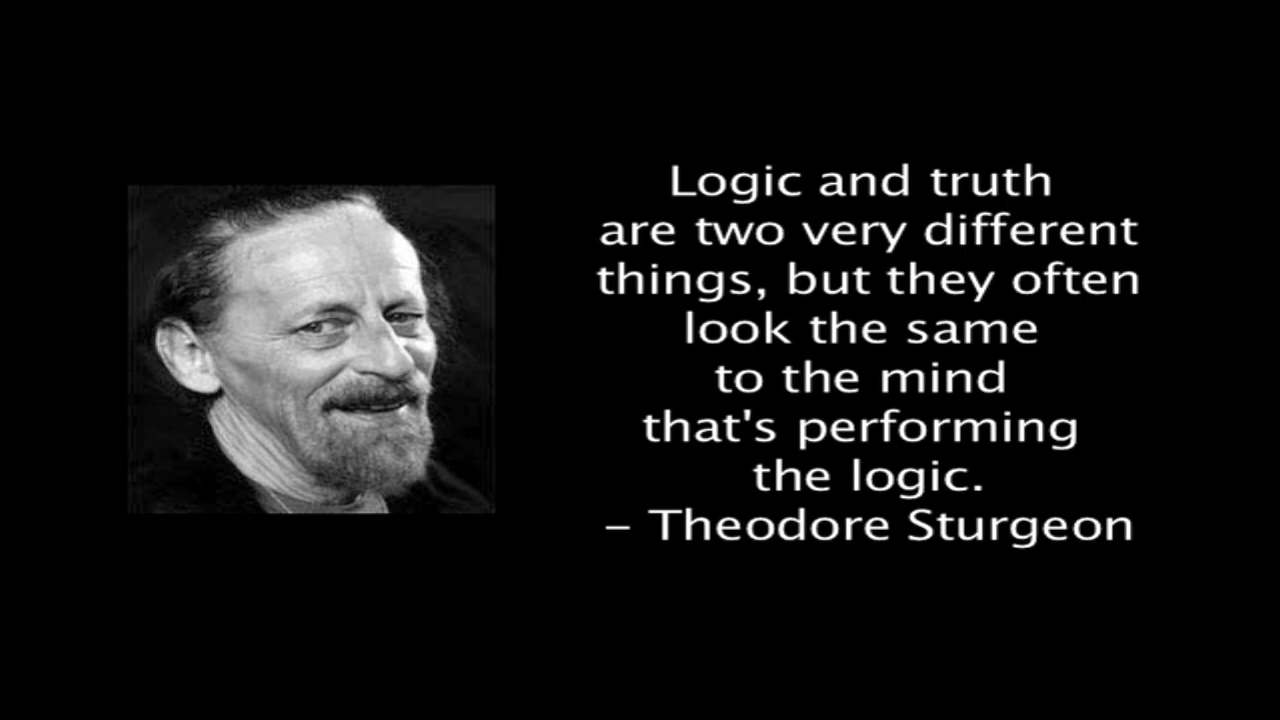 Logic and truth
are two very different
things, but they often
look the same
to the mind
that's performing
the logic.
– Theodore Sturgeon